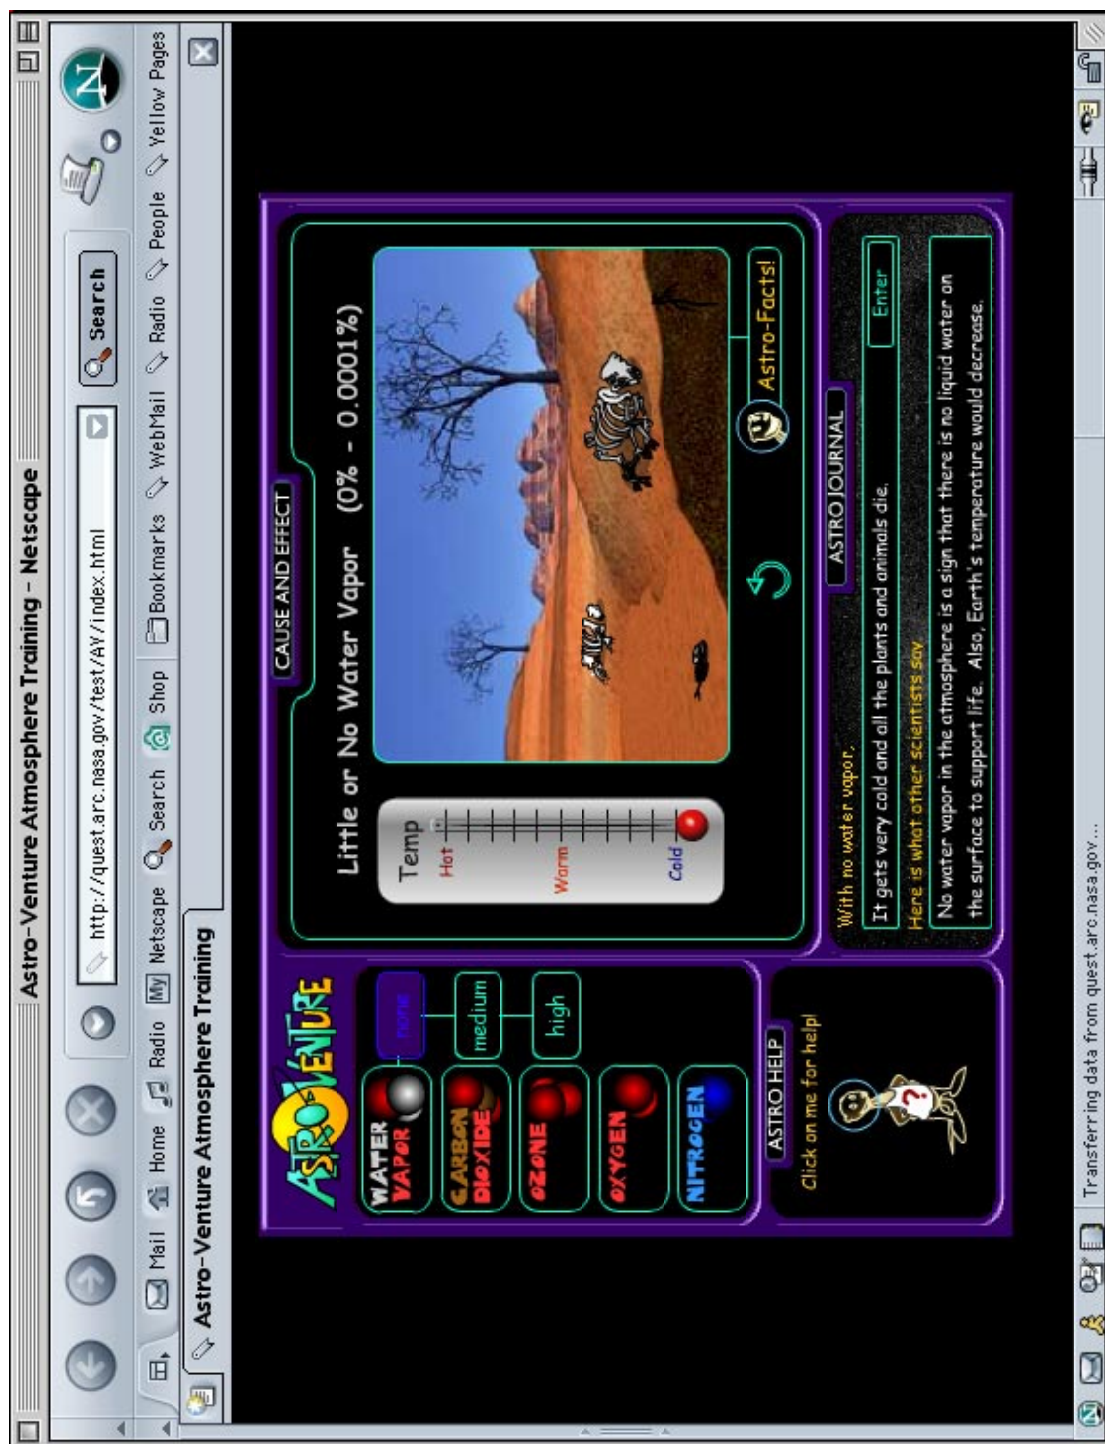 Astro-Venture Atmosphere Training - Netscape
http://quest.arc.nasa.gov/test/AV/index.html
Search
N
Mail Home Radio My Netscape Search Shop Bookmarks WebMail Radio People Yellow Pages
Astro-Venture Atmosphere Training
ASTRO-VENTURE
WATER
VAPOR
none
CARBON
DIOXIDE
medium
OZONE
high
OXYGEN
NITROGEN
CAUSE AND EFFECT
Little or No Water Vapor (0% - 0.0001%)
Temp
Hot
Warm
Cold
Astro-Facts!
ASTRO HELP
Click on me for help!
?
ASTRO JOURNAL
With no water vapor,
It gets very cold and all the plants and animals die.
Enter
Here is what other scientists say
No water vapor in the atmosphere is a sign that there is no liquid water on
the surface to support life. Also, Earth's temperature would decrease.
Transferring data from quest.arc.nasa.gov...